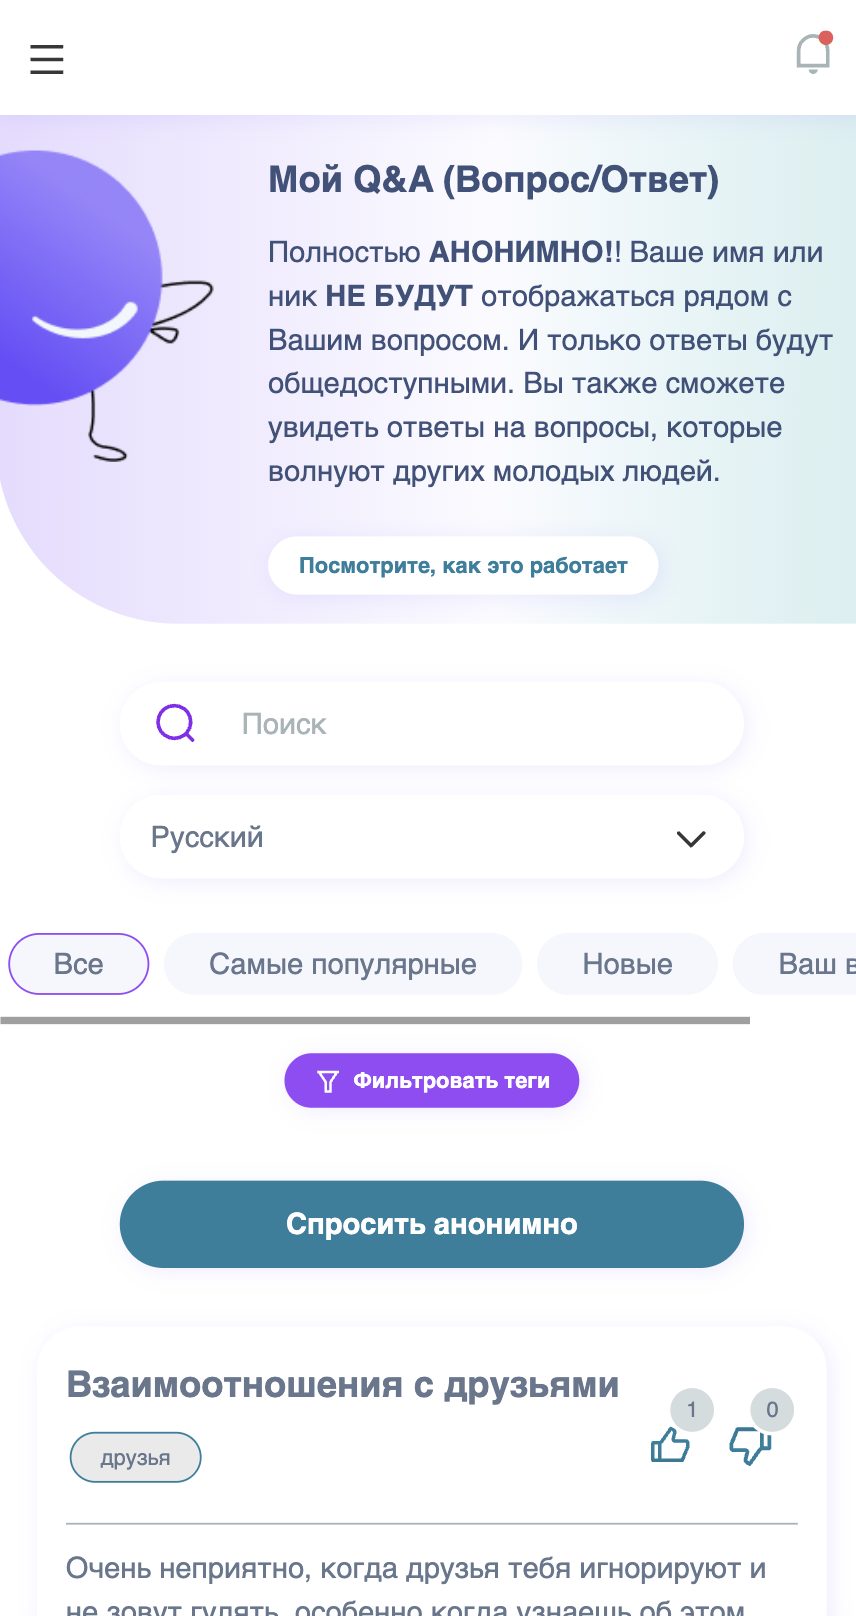 Мой Q&A (Вопрос/Ответ)
Полностью АНОНИМНО!! Ваше имя или
ник НЕ БУДУТ отображаться рядом с
Вашим вопросом. И только ответы будут
общедоступными. Вы также сможете
увидеть ответы на вопросы, которые
волнуют других молодых людей.
Посмотрите, как это работает
Поиск
Русский
Все
Самые популярные
Новые
Ваш в
Фильтровать теги
Спросить анонимно
Взаимоотношения с друзьями
1
0
друзья
Очень неприятно, когда друзья тебя игнорируют и
не зовут гулять, особенно когда узнаешь об этом